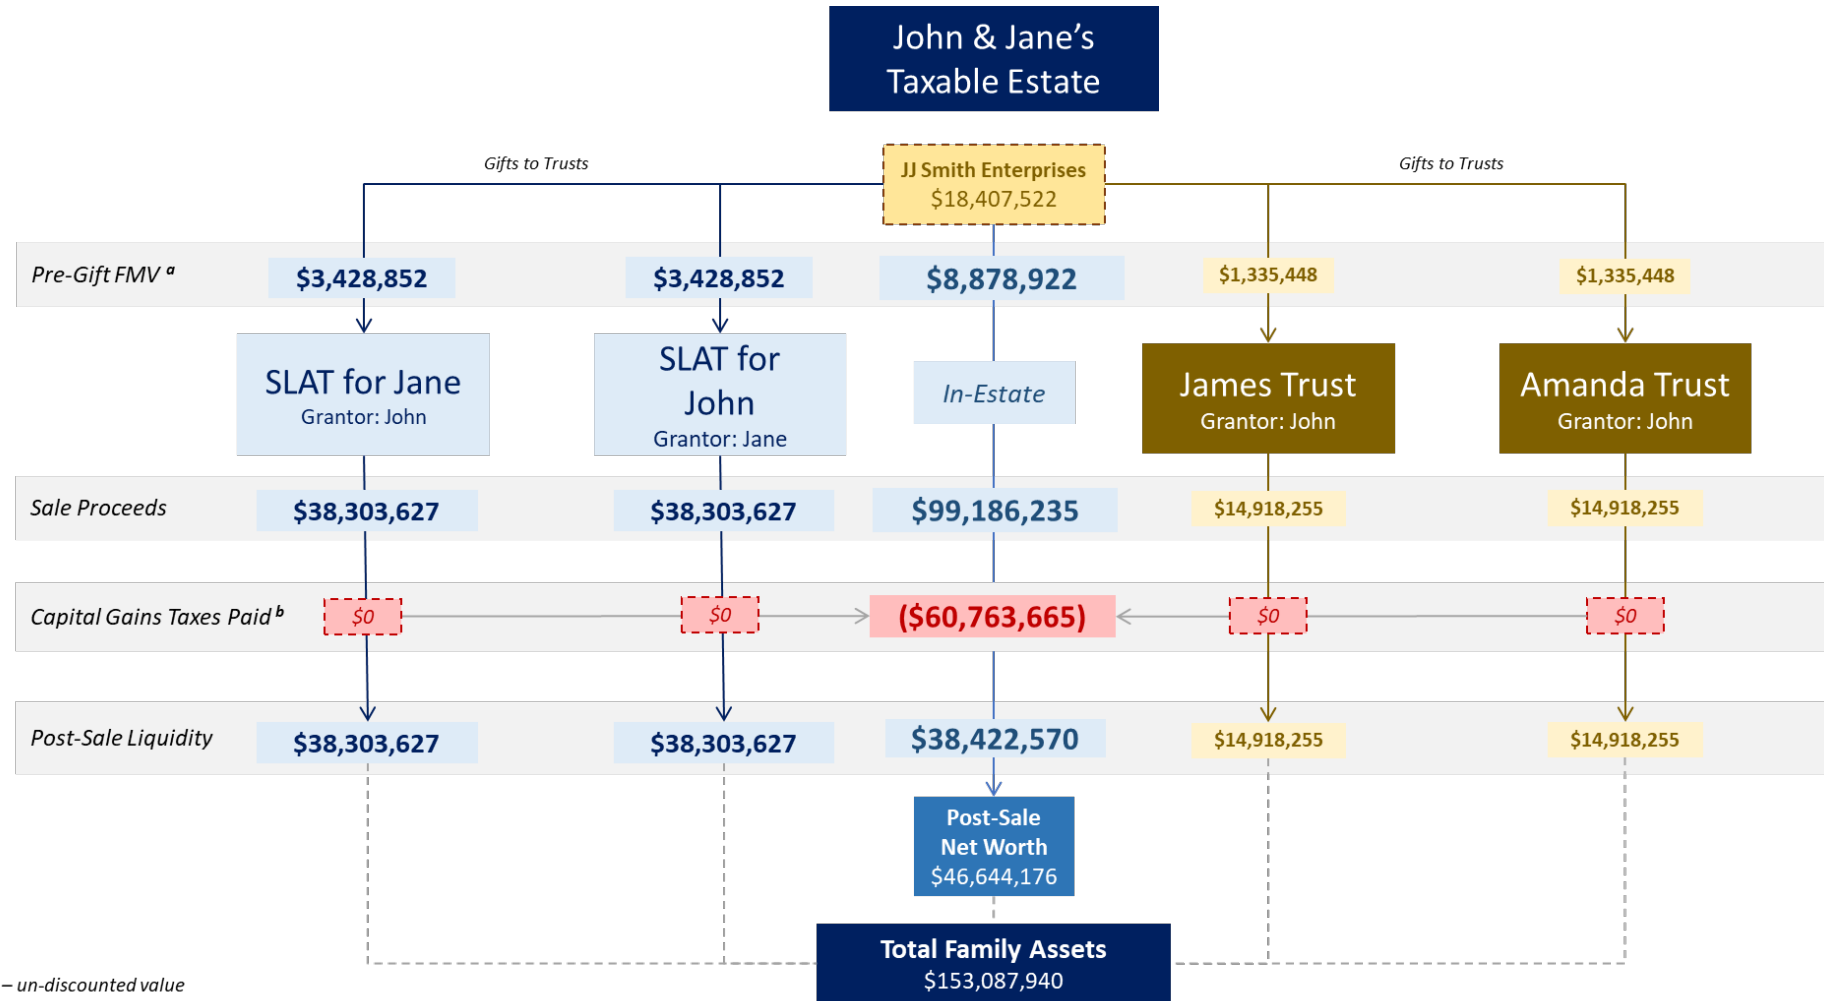 John & Jane’s
Taxable Estate
Gifts to Trusts
JJ Smith Enterprises
$18,407,522
Gifts to Trusts
Pre-Gift FMV a
$3,428,852
$3,428,852
$8,878,922
$1,335,448
$1,335,448
SLAT for Jane
Grantor: John
SLAT for
John
Grantor: Jane
In-Estate
James Trust
Grantor: John
Amanda Trust
Grantor: John
Sale Proceeds
$38,303,627
$38,303,627
$99,186,235
$14,918,255
$14,918,255
Capital Gains Taxes Paid b
$0
$0
($60,763,665)
$0
$0
Post-Sale Liquidity
$38,303,627
$38,303,627
$38,422,570
$14,918,255
$14,918,255
Post-Sale
Net Worth
$46,644,176
Total Family Assets
$153,087,940
– un-discounted value